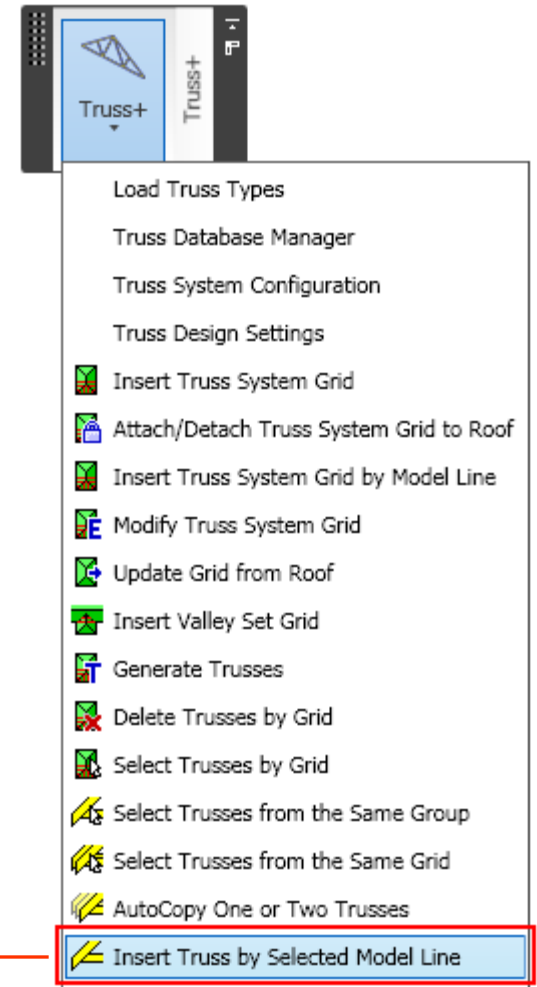 Truss+
Truss+
Load Truss Types
Truss Database Manager
Truss System Configuration
Truss Design Settings
Insert Truss System Grid
Attach/Detach Truss System Grid to Roof
Insert Truss System Grid by Model Line
Modify Truss System Grid
Update Grid from Roof
Insert Valley Set Grid
Generate Trusses
Delete Trusses by Grid
Select Trusses by Grid
Select Trusses from the Same Group
Select Trusses from the Same Grid
AutoCopy One or Two Trusses
Insert Truss by Selected Model Line